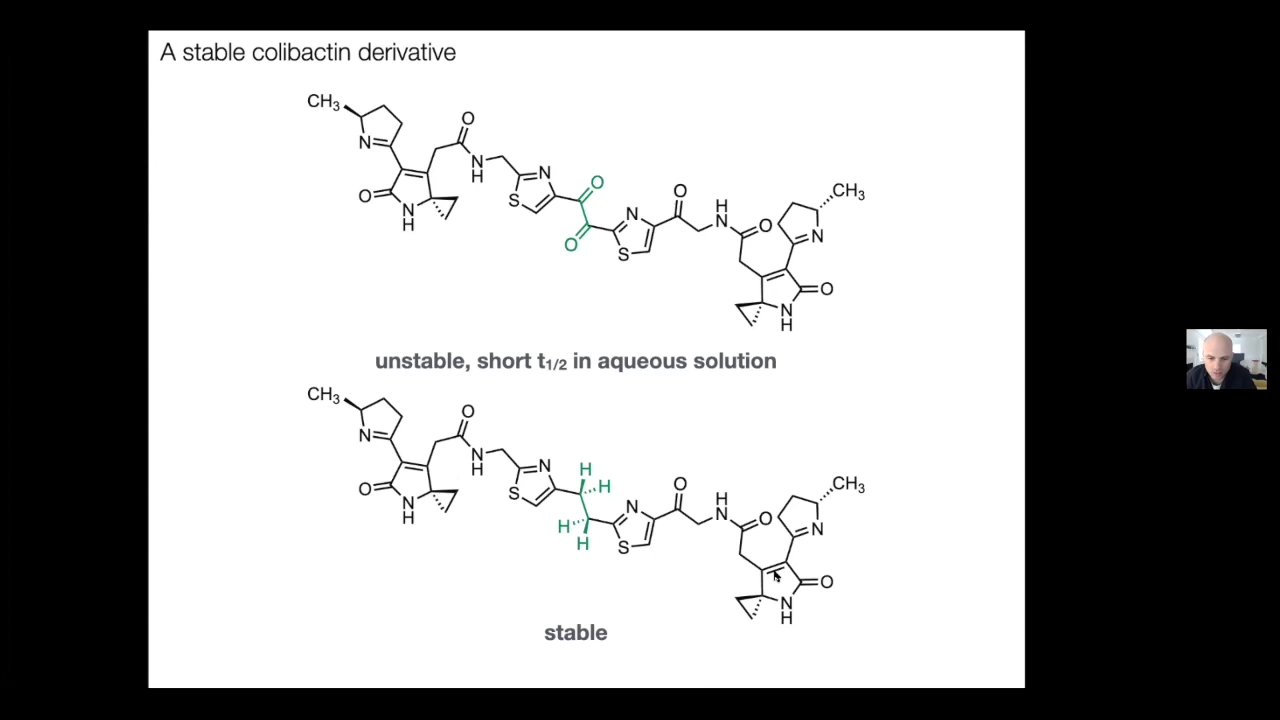 A stable colibactin derivative
CH3
O
N
N
H
N
S
O
N
H
O
O
N
S
O
H
N
O
CH3
N
O
N
H
unstable, short t1/2 in aqueous solution
CH3
O
N
N
H
N
S
O
N
H
H
H
H
H
N
S
O
H
N
O
CH3
N
O
N
H
stable